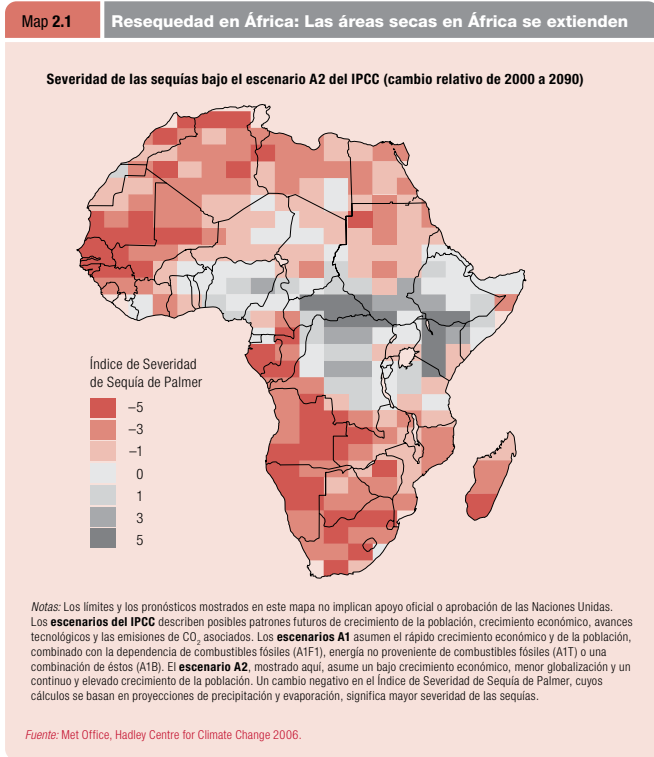 Map 2.1
Resequedad en África: Las áreas secas en África se extienden
Severidad de las sequías bajo el escenario A2 del IPCC (cambio relativo de 2000 a 2090)
Índice de Severidad
de Sequía de Palmer
–5
–3
–1
0
1
3
5
Notas: Los límites y los pronósticos mostrados en este mapa no implican apoyo oficial o aprobación de las Naciones Unidas.
Los escenarios del IPCC describen posibles patrones futuros de crecimiento de la población, crecimiento económico, avances
tecnológicos y las emisiones de CO₂ asociados. Los escenarios A1 asumen el rápido crecimiento económico y de la población,
combinado con la dependencia de combustibles fósiles (A1F1), energía no proveniente de combustibles fósiles (A1T) o una
combinación de éstos (A1B). El escenario A2, mostrado aquí, asume un bajo crecimiento económico, menor globalización y un
continuo y elevado crecimiento de la población. Un cambio negativo en el Índice de Severidad de Sequía de Palmer, cuyos
cálculos se basan en proyecciones de precipitación y evaporación, significa mayor severidad de las sequías.
Fuente: Met Office, Hadley Centre for Climate Change 2006.